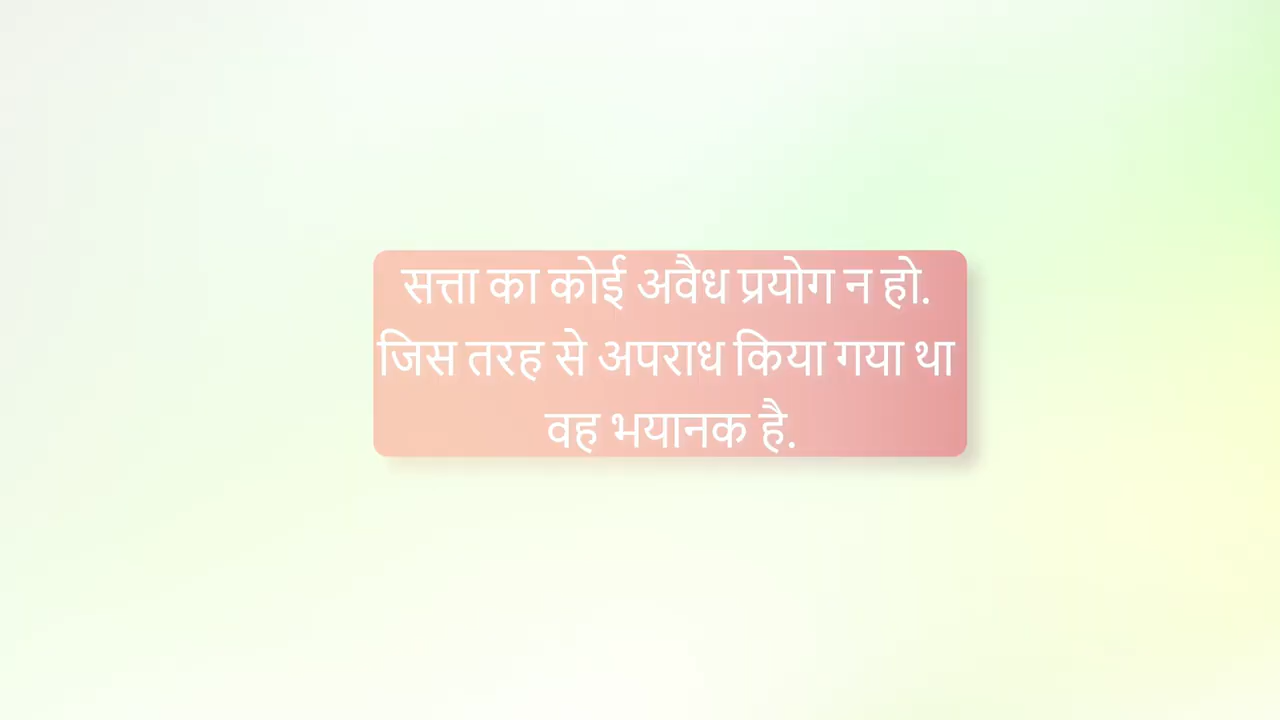 सत्ता का कोई अवैध प्रयोग न हो.
जिस तरह से अपराध किया गया था
वह भयानक है.